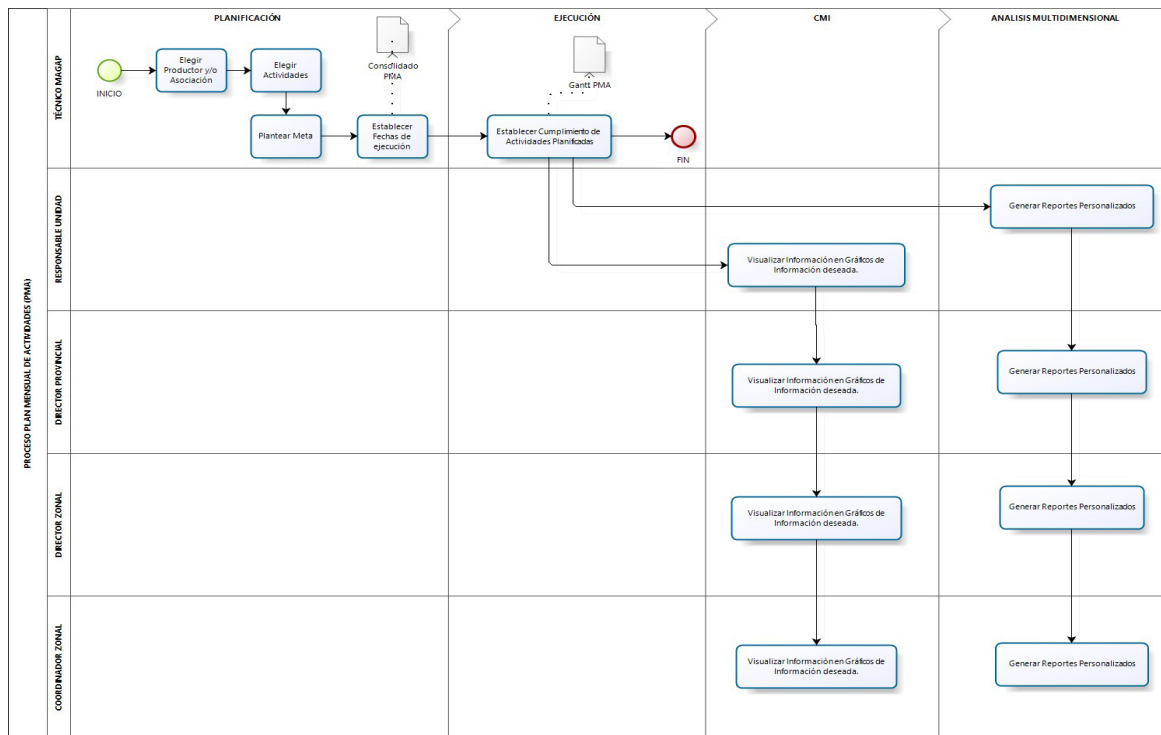 PLANIFICACIÓN
EJECUCIÓN
CMI
ANALISIS MULTIDIMENSIONAL
PROCESO PLAN MENSUAL DE ACTIVIDADES (PMA)
TÉCNICO MAGAP
INICIO
Elegir
Productor y/o
Asociación
Elegir
Actividades
Plantear Meta
Establecer
Fechas de
ejecución
Consolidado
PMA
Establecer Cumplimiento de
Actividades Planificadas
Gantt PMA
FIN
RESPONSABLE UNIDAD
Visualizar Información en Gráficos de
Información deseada.
Generar Reportes Personalizados
DIRECTOR PROVINCIAL
Visualizar Información en Gráficos de
Información deseada.
Generar Reportes Personalizados
DIRECTOR ZONAL
Visualizar Información en Gráficos de
Información deseada.
Generar Reportes Personalizados
COORDINADOR ZONAL
Visualizar Información en Gráficos de
Información deseada.
Generar Reportes Personalizados